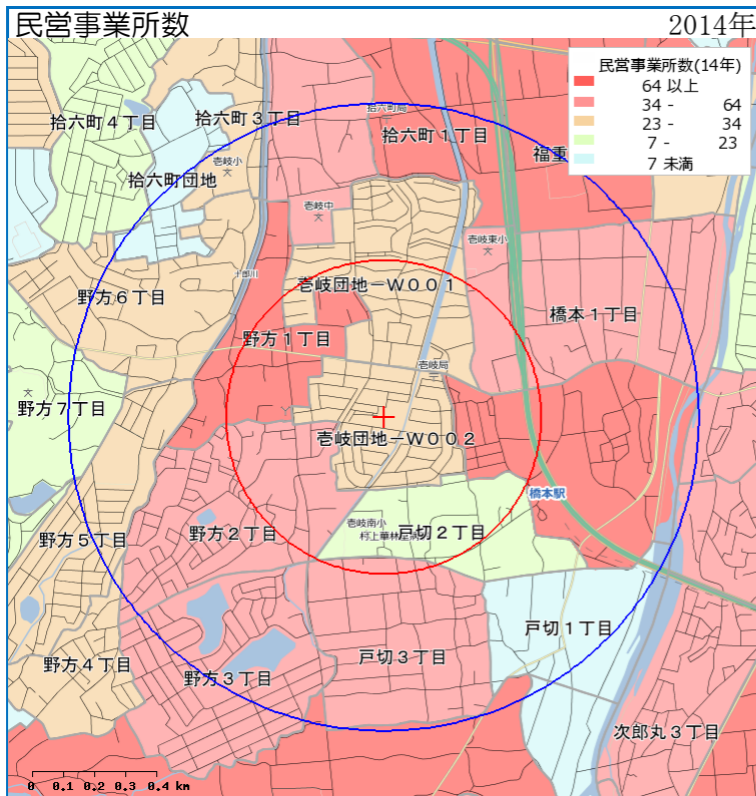 民営事業所数
2014年
民営事業所数(14年)
64 以上
34 - 64
23 - 34
7 - 23
7 未満
拾六町局
拾六町4丁目
拾六町3丁目
拾六町1丁目
福重
壱岐小
拾六町団地
壱岐中
壱岐東小
十郎川
壱岐団地－W001
野方6丁目
橋本1丁目
野方1丁目
壱岐局
野方7丁目
壱岐団地－W002
橋本駅
壱岐南小
戸切2丁目
野方2丁目
野方5丁目
戸切1丁目
戸切3丁目
野方4丁目
野方3丁目
次郎丸3丁目
0 0.1 0.2 0.3 0.4 km